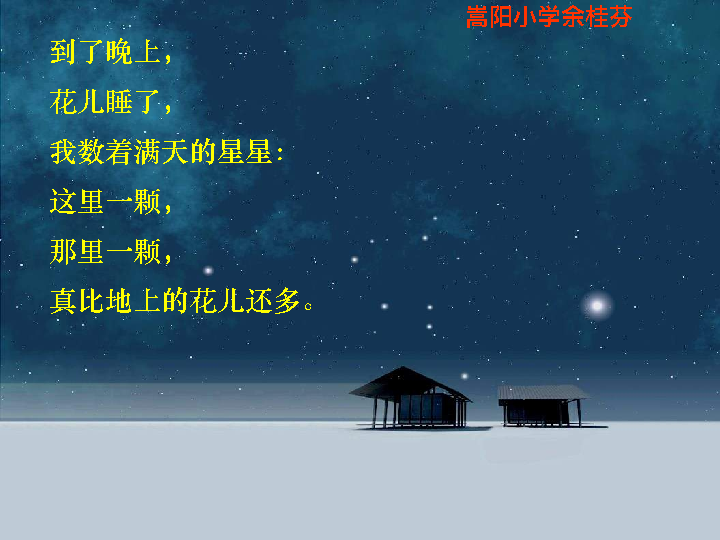 嵩阳小学余桂芬
到了晚上，
花儿睡了，
我数着满天的星星：
这里一颗，
那里一颗，
真比地上的花儿还多。